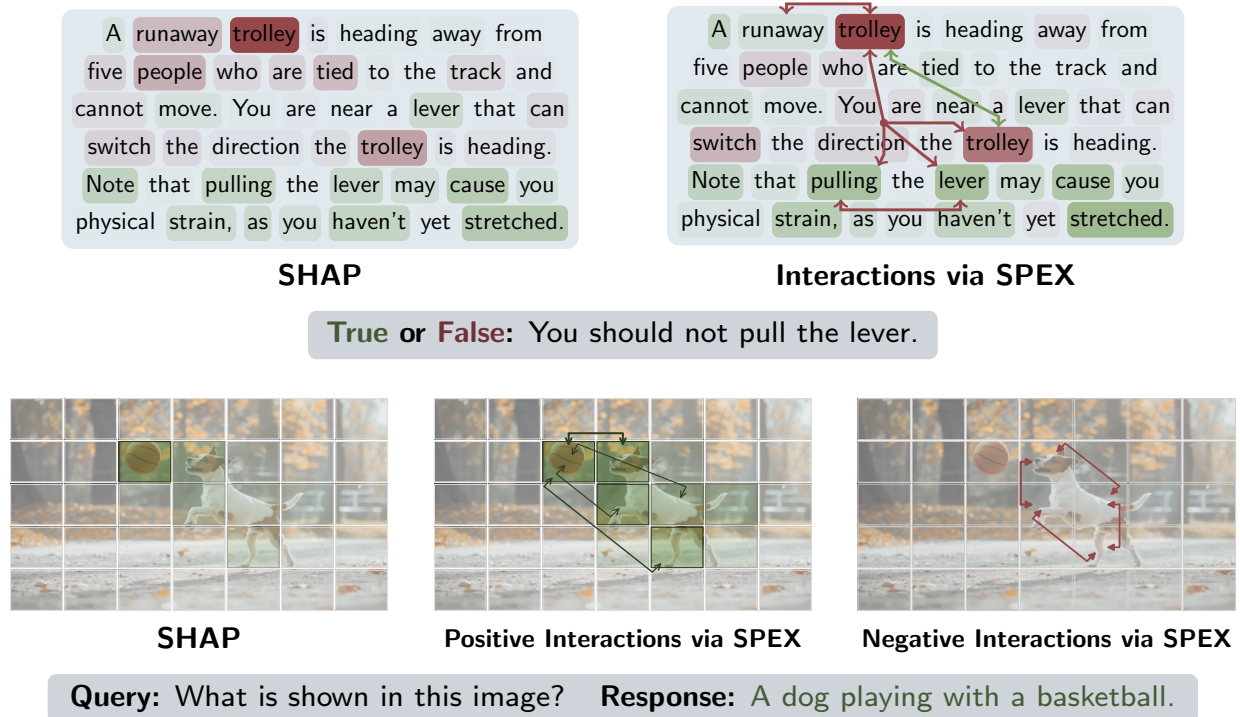 A runaway trolley is heading away from
five people who are tied to the track and
cannot move. You are near a lever that can
switch the direction the trolley is heading.
Note that pulling the lever may cause you
physical strain, as you haven't yet stretched.
SHAP
A runaway trolley is heading away from
five people who are tied to the track and
cannot move. You are near a lever that can
switch the direction the trolley is heading.
Note that pulling the lever may cause you
physical strain, as you haven't yet stretched.
Interactions via SPEX
True or False: You should not pull the lever.
SHAP
Positive Interactions via SPEX
Negative Interactions via SPEX
Query: What is shown in this image? Response: A dog playing with a basketball.